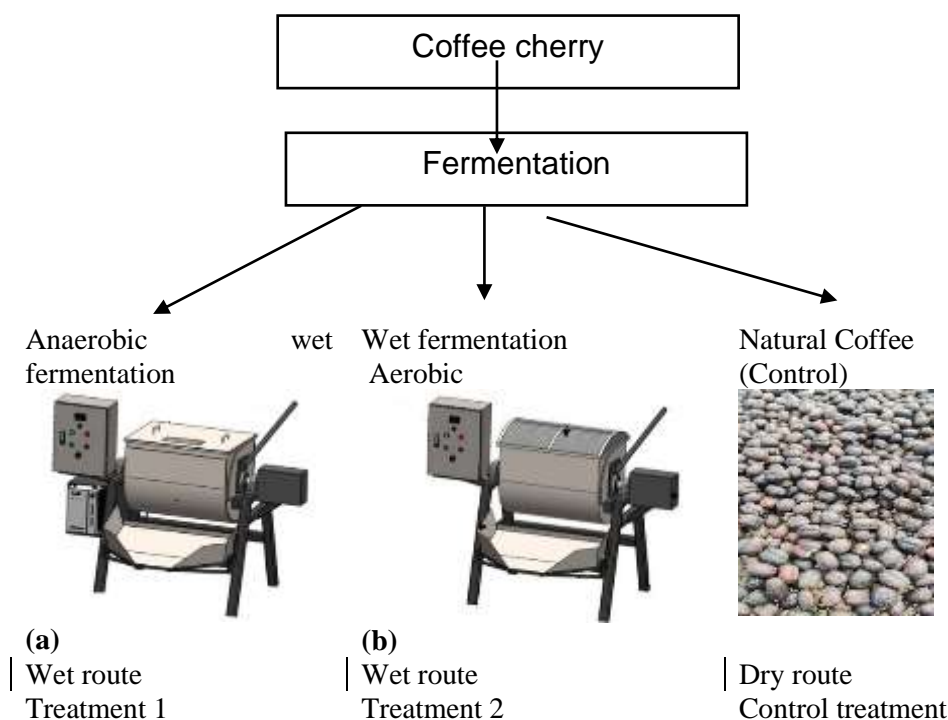 Coffee cherry
Fermentation
Anaerobic wet
fermentation
Wet fermentation
Aerobic
Natural Coffee
(Control)
(a)
Wet route
Treatment 1
(b)
Wet route
Treatment 2
Dry route
Control treatment